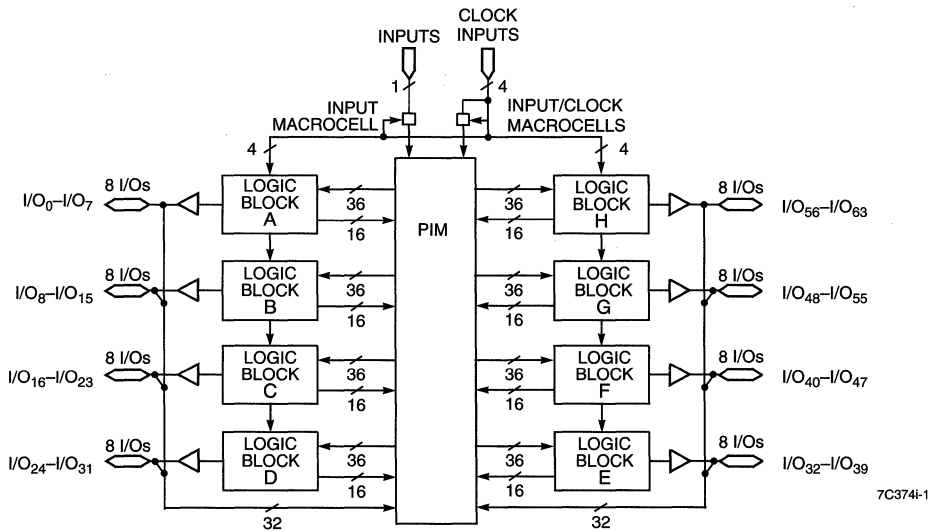 CLOCK
INPUTS
INPUTS
1
4
INPUT
MACROCELL
INPUT/CLOCK
MACROCELLS
4
4
PIM
8 I/Os
I/O0–I/O7
LOGIC
BLOCK
A
36
16
36
16
LOGIC
BLOCK
H
8 I/Os
I/O56–I/O63
8 I/Os
I/O8–I/O15
LOGIC
BLOCK
B
36
16
36
16
LOGIC
BLOCK
G
8 I/Os
I/O48–I/O55
8 I/Os
I/O16–I/O23
LOGIC
BLOCK
C
36
16
36
16
LOGIC
BLOCK
F
8 I/Os
I/O40–I/O47
8 I/Os
I/O24–I/O31
LOGIC
BLOCK
D
36
16
36
16
LOGIC
BLOCK
E
8 I/Os
I/O32–I/O39
32
32
7C374i-1